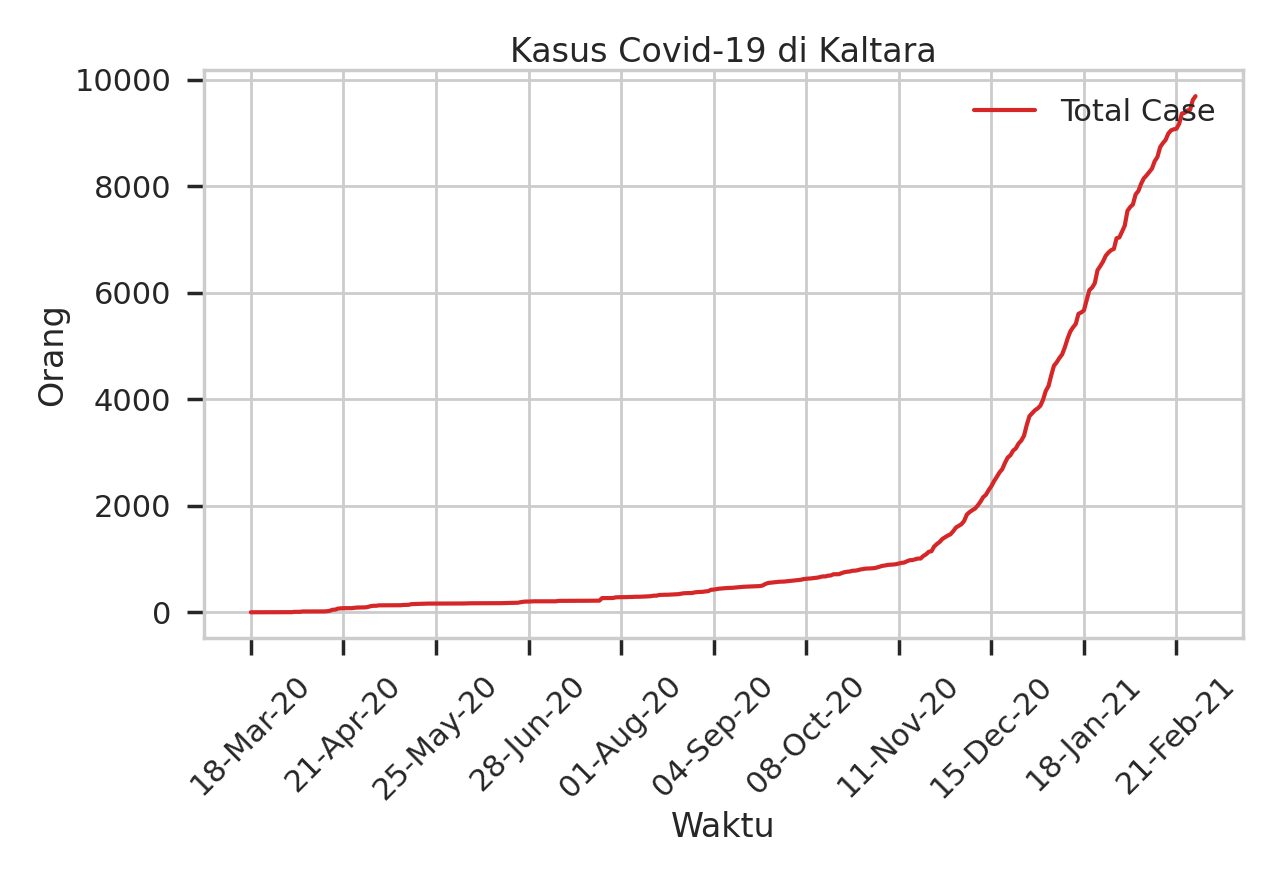 Kasus Covid-19 di Kaltara
Total Case
Orang
10000
8000
6000
4000
2000
0
18-Mar-20
21-Apr-20
25-May-20
28-Jun-20
01-Aug-20
04-Sep-20
08-Oct-20
11-Nov-20
15-Dec-20
18-Jan-21
21-Feb-21
Waktu